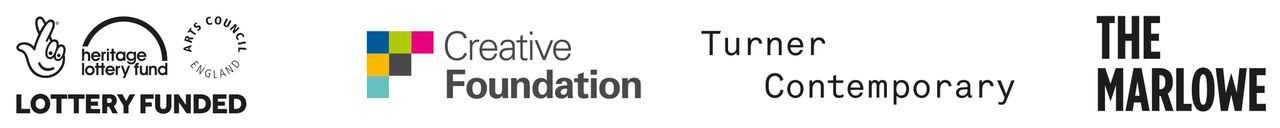 heritage
lottery fund
ARTS COUNCIL
ENGLAND
LOTTERY FUNDED
Creative
Foundation
Turner
Contemporary
THE
MARLOWE